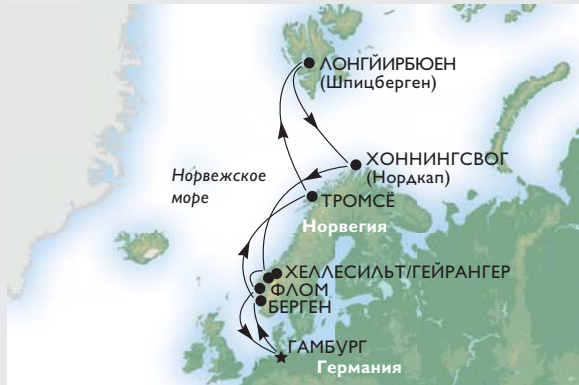 ЛОНГЙИРБЮЕН
(Шпицберген)
ХОННИНГСВОГ
(Нордкап)
Норвежское
море
ТРОМСЁ
Норвегия
ХЕЛЛЕСИЛЬТ/ГЕЙРАНГЕР
ФЛОМ
БЕРГЕН
ГАМБУРГ
Германия